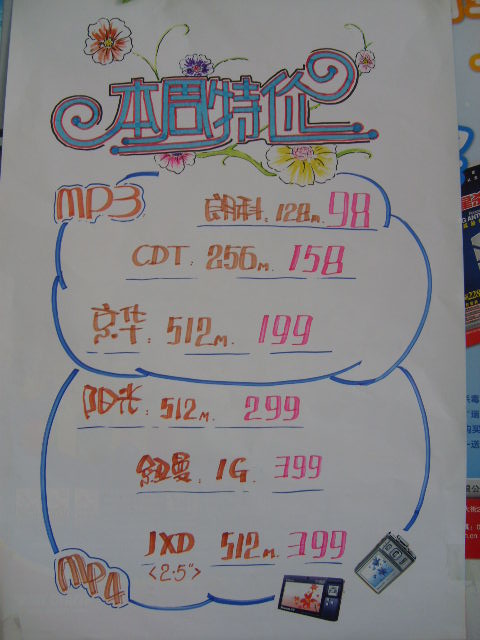 本周特价
MP3
朗科: 128M. 98
CDT: 256M. 158
京华: 512M. 199
阳光: 512M. 299
纽曼: 1G. 399
JXD 512M. 399
<2.5">
MP4